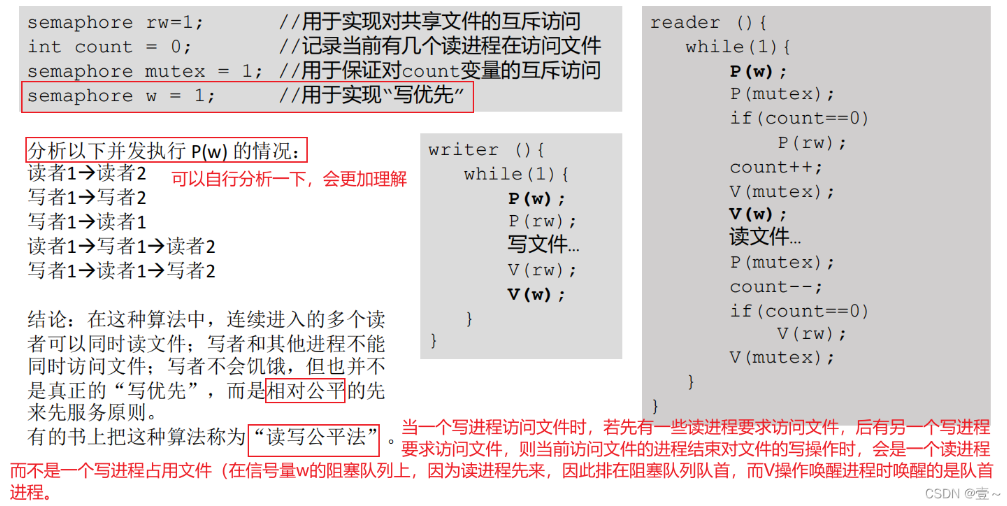 semaphore rw=1;       //用于实现对共享文件的互斥访问
int count = 0;        //记录当前有几个读进程在访问文件
semaphore mutex = 1; //用于保证对count变量的互斥访问
semaphore w = 1;      //用于实现“写优先”
分析以下并发执行 P(w) 的情况：
读者1→读者2
写者1→写者2
写者1→读者1
读者1→写者1→读者2
写者1→读者1→写者2
可以自行分析一下，会更加理解
结论：在这种算法中，连续进入的多个读
者可以同时读文件；写者和其他进程不能
同时访问文件；写者不会饥饿，但也并不
是真正的“写优先”，而是相对公平的先
来先服务原则。
有的书上把这种算法称为“读写公平法”。
writer (){
while(1){
P(w);
P(rw);
写文件…
V(rw);
V(w);
}
}
reader (){
while(1){
P(w);
P(mutex);
if(count==0)
P(rw);
count++;
V(mutex);
V(w);
读文件…
P(mutex);
count--;
if(count==0)
V(rw);
V(mutex);
}
}
当一个写进程访问文件时，若先有一些读进程要求访问文件，后有另一个写进程
要求访问文件，则当前访问文件的进程结束对文件的写操作时，会是一个读进程
而不是一个写进程占用文件（在信号量w的阻塞队列上，因为读进程先来，因此排在阻塞队列队首，而V操作唤醒进程时唤醒的是队首
进程。
CSDN @壹～